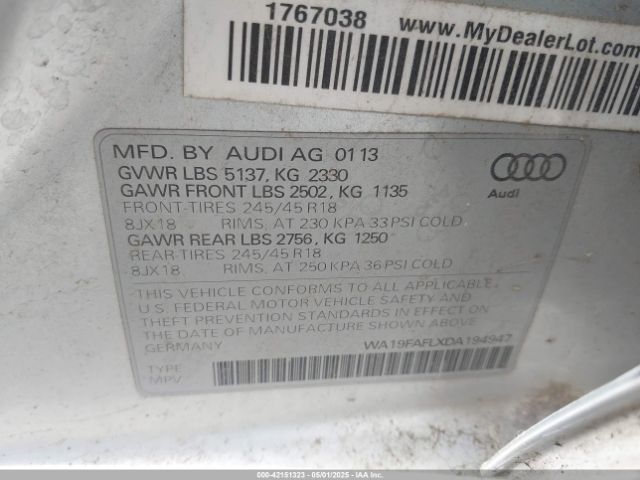 1767038 www.MyDealerLot.com
MFD. BY AUDI AG 01 13
GVWR LBS 5137, KG 2330
GAWR FRONT LBS 2502, KG 1135
FRONT-TIRES 245/45 R18
8JX18 RIMS, AT 230 KPA 33 PSI COLD
GAWR REAR LBS 2756, KG 1250
REAR-TIRES 245/45 R18
8JX18 RIMS, AT 250 KPA 36 PSI COLD
Audi
THIS VEHICLE CONFORMS TO ALL APPLICABLE
U.S. FEDERAL MOTOR VEHICLE SAFETY AND
THEFT PREVENTION STANDARDS IN EFFECT ON
THE DATE OF MANUFACTURE SHOWN ABOVE.
GERMANY WA19FAFLXDA194947
TYPE
MPV
000-42151323 - 05/01/2025 - IAAI.COM